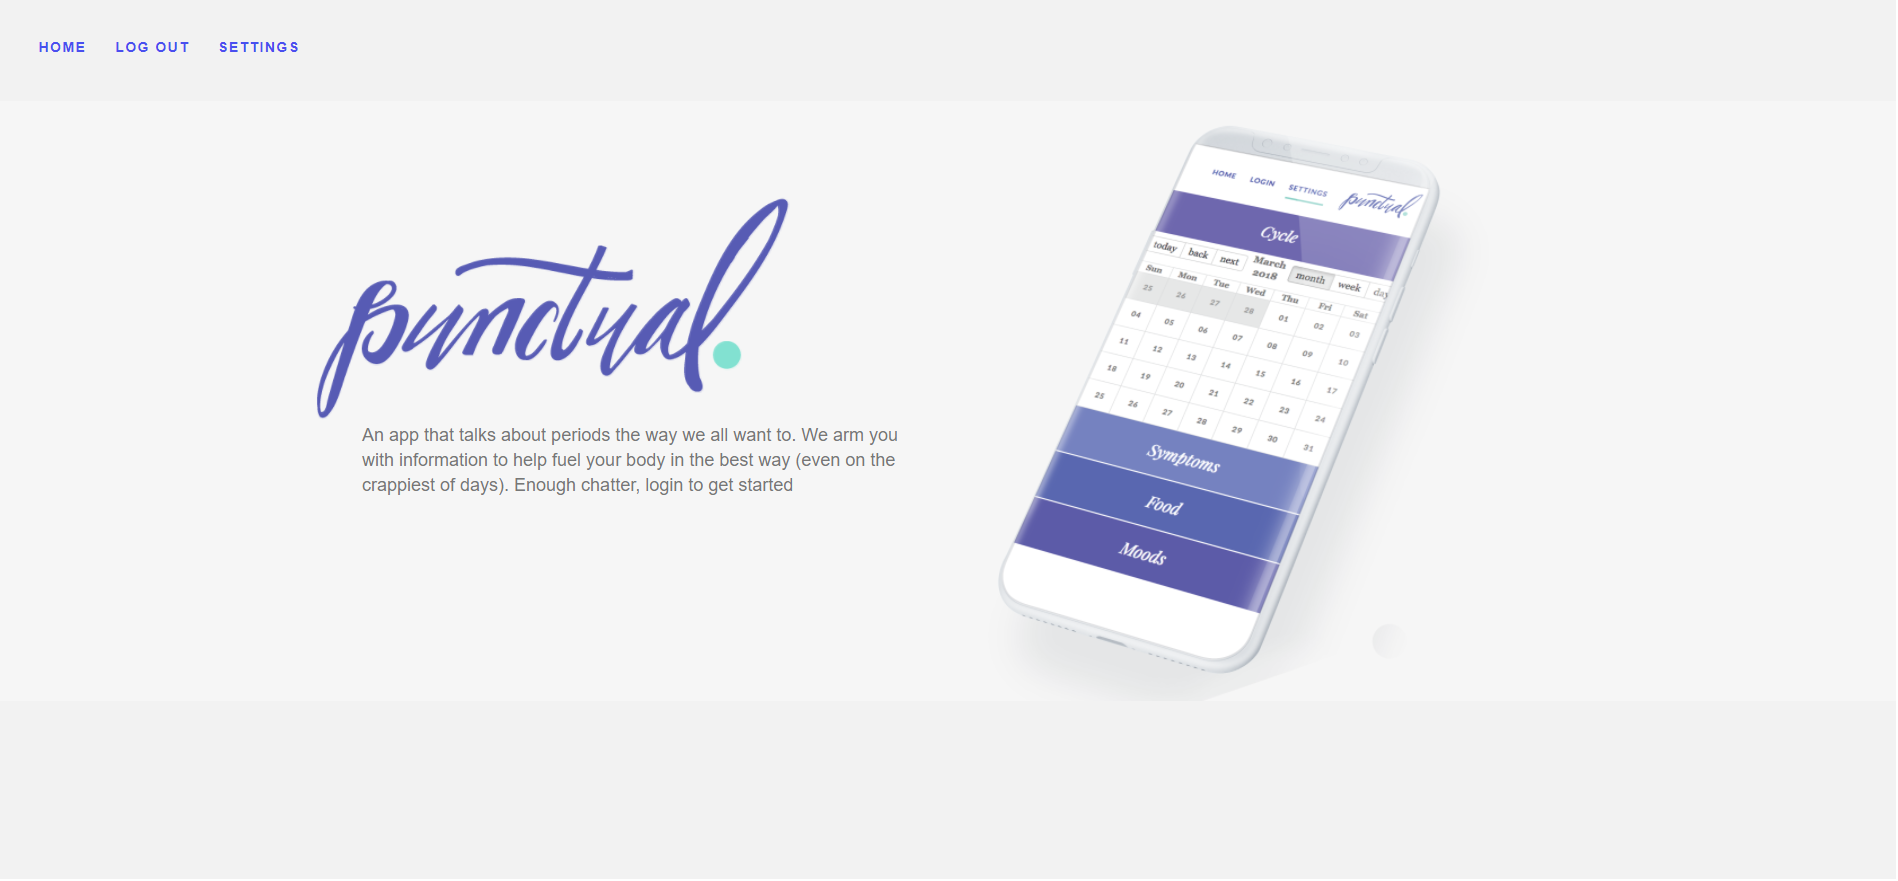 HOME LOG OUT SETTINGS
punctual.
An app that talks about periods the way we all want to. We arm you
with information to help fuel your body in the best way (even on the
crappiest of days). Enough chatter, login to get started
HOME LOGIN SETTINGS punctual.
Cycle
today back next March 2018 month week day
Sun Mon Tue Wed Thu Fri Sat
25 26 27 28 01 02 03
04 05 06 07 08 09 10
11 12 13 14 15 16 17
18 19 20 21 22 23 24
25 26 27 28 29 30 31
Symptoms
Food
Moods